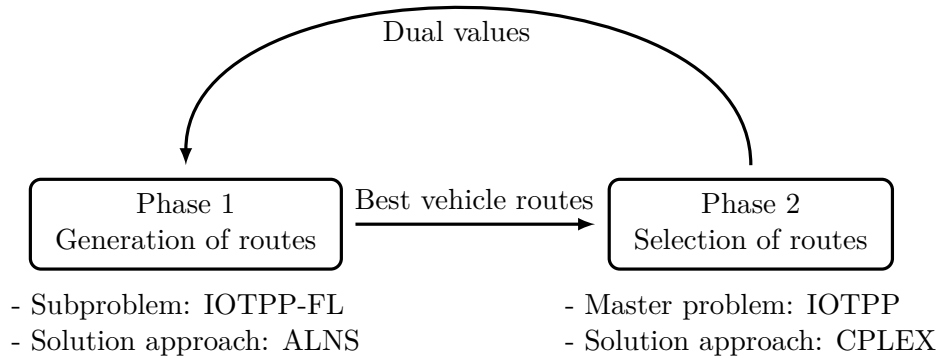 Dual values
Phase 1
Generation of routes
Best vehicle routes
Phase 2
Selection of routes
- Subproblem: IOTPP-FL
- Solution approach: ALNS
- Master problem: IOTPP
- Solution approach: CPLEX